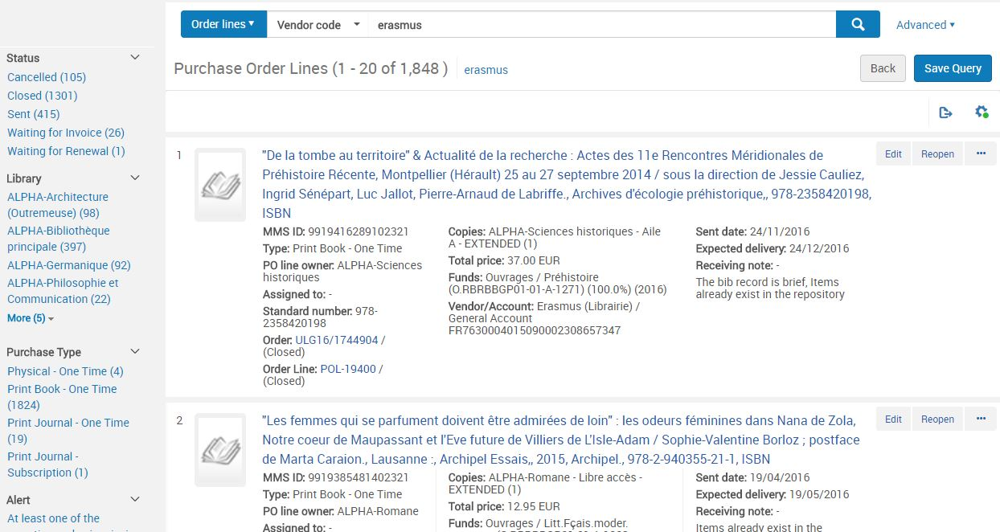 Order lines
Vendor code
erasmus
Advanced
Purchase Order Lines (1 - 20 of 1,848 )
erasmus
Back
Save Query
Status
Cancelled (105)
Closed (1301)
Sent (415)
Waiting for Invoice (26)
Waiting for Renewal (1)
Library
ALPHA-Architecture
(Outremeuse) (98)
ALPHA-Bibliothèque
principale (397)
ALPHA-Germanique (92)
ALPHA-Philosophie et
Communication (22)
More (5)
Purchase Type
Physical - One Time (4)
Print Book - One Time
(1824)
Print Journal - One Time
(19)
Print Journal -
Subscription (1)
Alert
At least one of the
1
"De la tombe au territoire" & Actualité de la recherche : Actes des 11e Rencontres Méridionales de
Préhistoire Récente, Montpellier (Hérault) 25 au 27 septembre 2014 / sous la direction de Jessie Cauliez,
Ingrid Sénépart, Luc Jallot, Pierre-Arnaud de Labriffe., Archives d'écologie préhistorique,, 978-2358420198,
ISBN
Edit
Reopen
MMS ID: 9919416289102321
Type: Print Book - One Time
PO line owner: ALPHA-Sciences
historiques
Assigned to: -
Standard number: 978-
2358420198
Order: ULG16/1744904 /
(Closed)
Order Line: POL-19400 /
(Closed)
Copies: ALPHA-Sciences historiques - Aile
A - EXTENDED (1)
Total price: 37.00 EUR
Funds: Ouvrages / Préhistoire
(O.RBRBBGP01-01-A-1271) (100.0%) (2016)
Vendor/Account: Erasmus (Librairie) /
General Account
FR7630004015090002308657347
Sent date: 24/11/2016
Expected delivery: 24/12/2016
Receiving note: -
The bib record is brief, Items
already exist in the repository
2
"Les femmes qui se parfument doivent être admirées de loin" : les odeurs féminines dans Nana de Zola,
Notre coeur de Maupassant et l'Eve future de Villiers de L'Isle-Adam / Sophie-Valentine Borloz ; postface
de Marta Caraion., Lausanne :, Archipel Essais,, 2015, Archipel., 978-2-940355-21-1, ISBN
Edit
Reopen
MMS ID: 9919385481402321
Type: Print Book - One Time
PO line owner: ALPHA-Romane
Assigned to: -
Copies: ALPHA-Romane - Libre accès -
EXTENDED (1)
Total price: 12.95 EUR
Funds: Ouvrages / Litt.Fçais.moder.
Sent date: 19/04/2016
Expected delivery: 19/05/2016
Receiving note: -
Items already exist in the